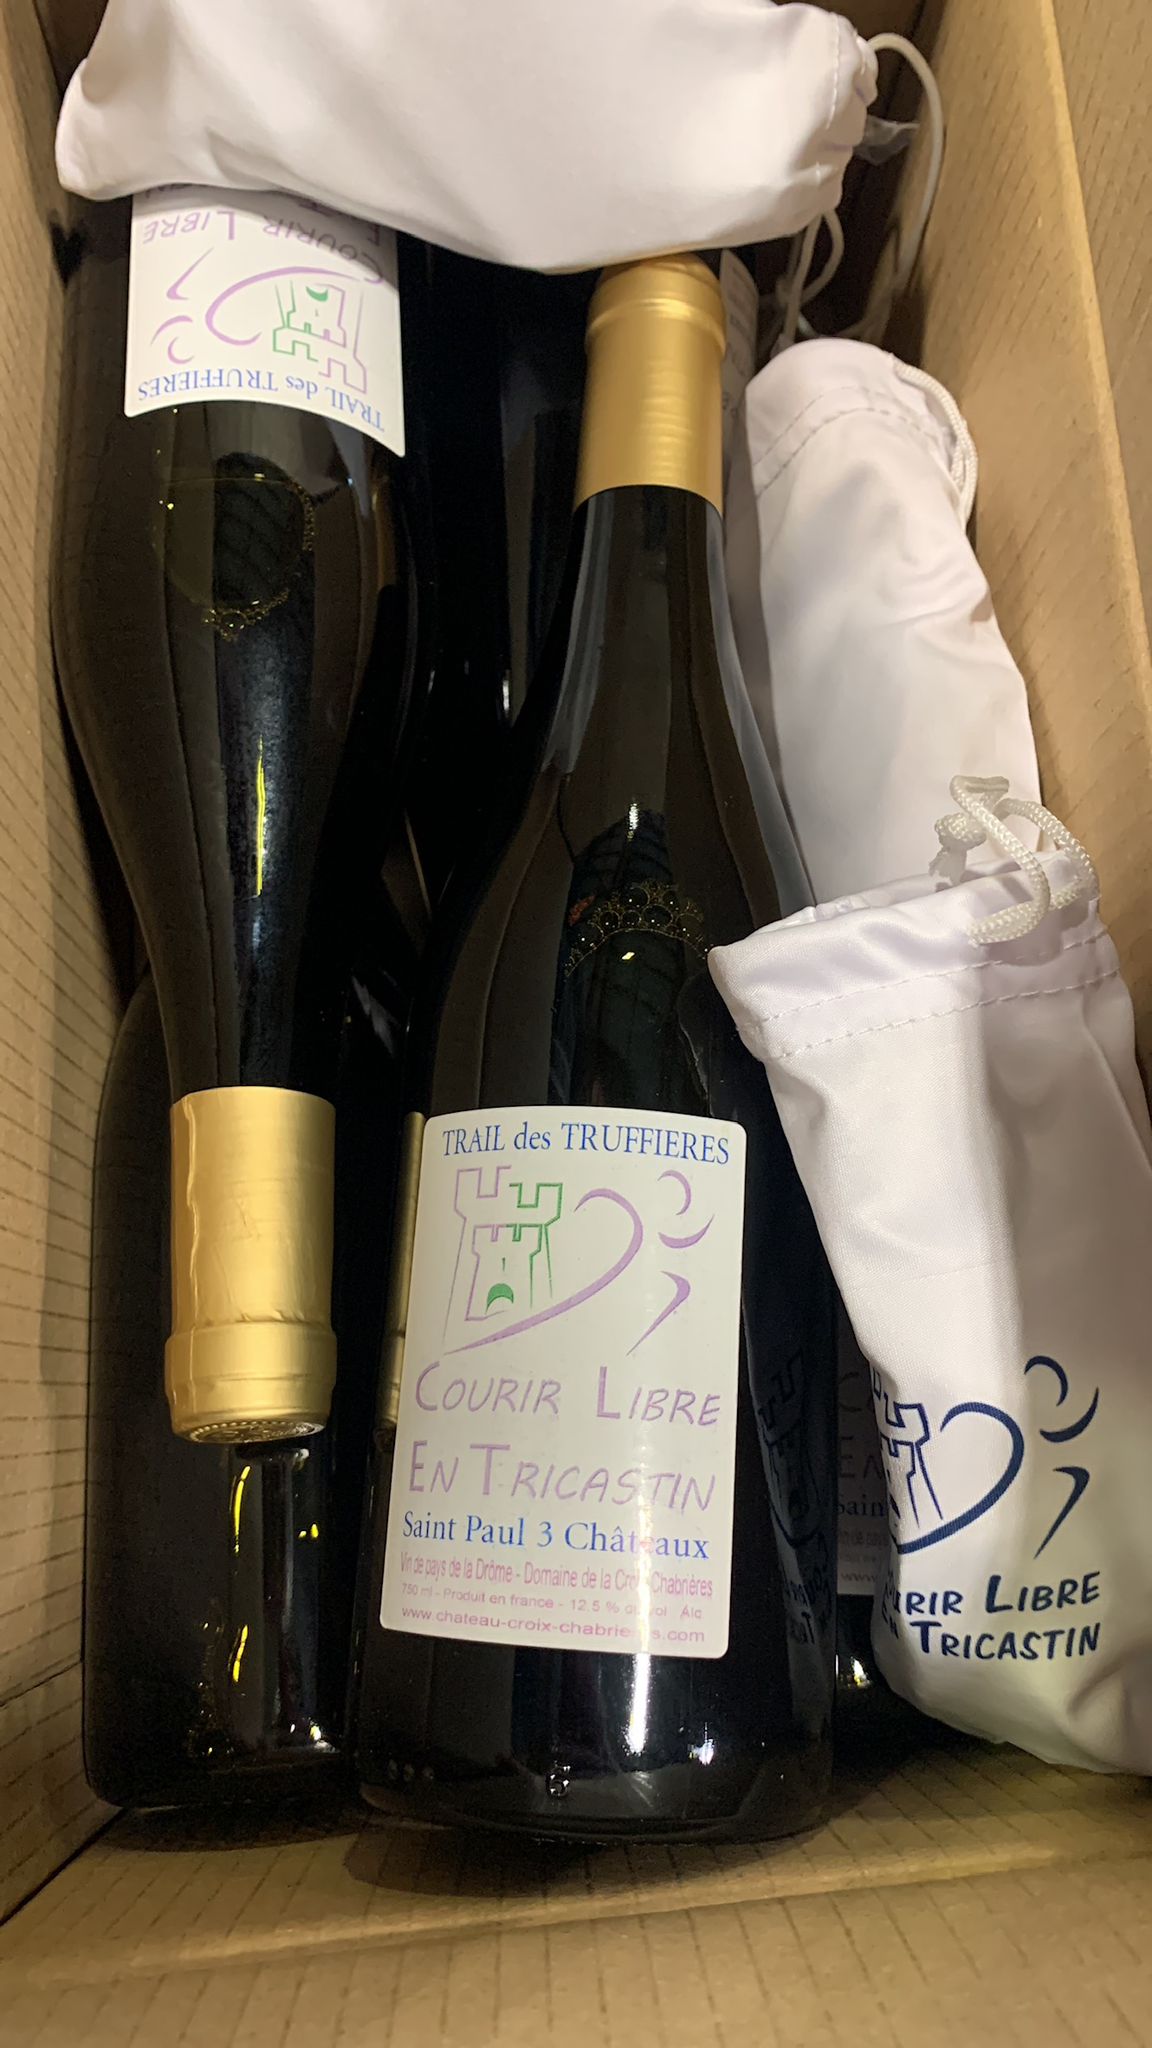 COURIR LIBRE
TRAIL des TRUFFIERES
TRAIL des TRUFFIERES
COURIR LIBRE
EN TRICASTIN
Saint Paul 3 Châteaux
Vin de pays de la Drôme - Domaine de la Croix Chabrières
750 ml - Produit en france - 12.5 % du vol Alc
www.chateau-croix-chabrieres.com
URIR LIBRE
EN TRICASTIN